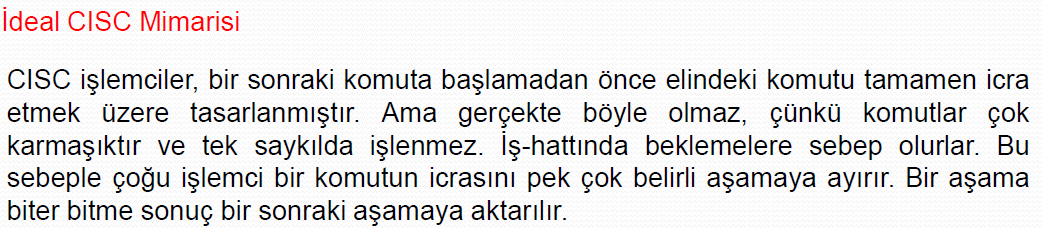 İdeal CISC Mimarisi
CISC işlemciler, bir sonraki komuta başlamadan önce elindeki komutu tamamen icra
etmek üzere tasarlanmıştır. Ama gerçekte böyle olmaz, çünkü komutlar çok
karmaşıktır ve tek saykılda işlenmez. İş-hattında beklemelere sebep olurlar. Bu
sebeple çoğu işlemci bir komutun icrasını pek çok belirli aşamaya ayırır. Bir aşama
biter bitme sonuç bir sonraki aşamaya aktarılır.